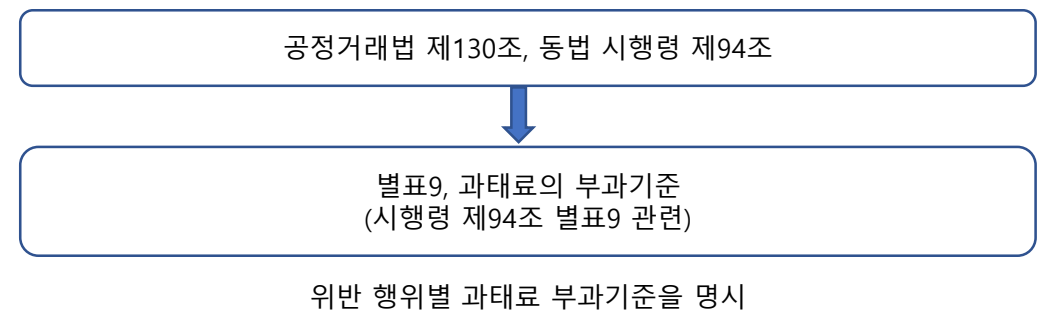 공정거래법 제130조, 동법 시행령 제94조
별표9, 과태료의 부과기준
(시행령 제94조 별표9 관련)
위반 행위별 과태료 부과기준을 명시